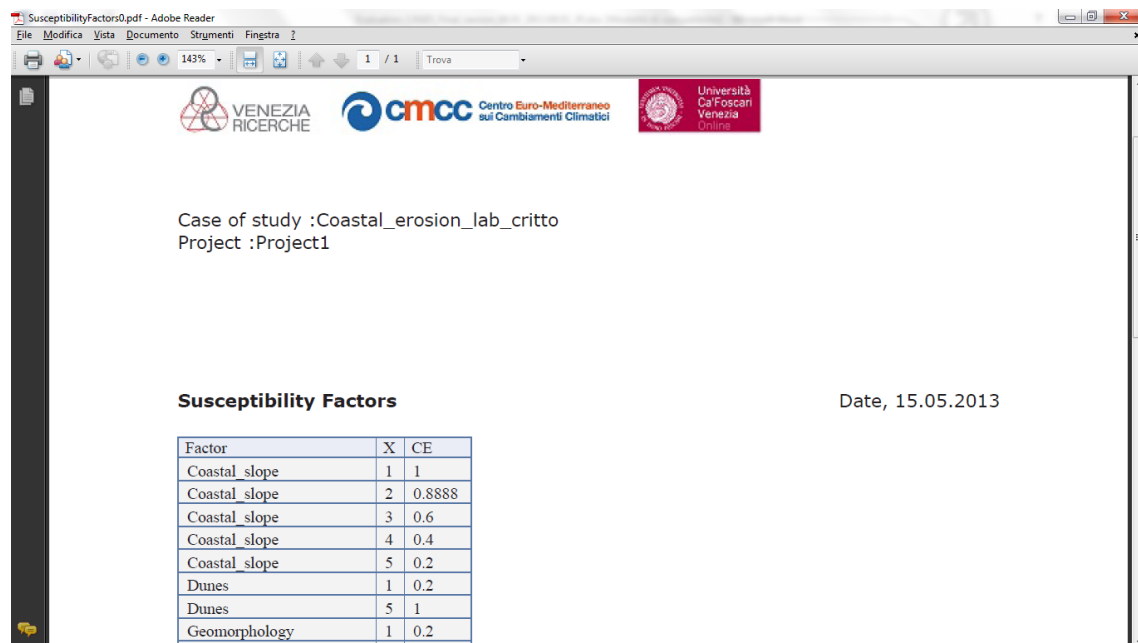 SusceptibilityFactors0.pdf - Adobe Reader
File Modifica Vista Documento Strumenti Finestra ?
143% 1 / 1 Trova
VENEZIA
RICERCHE
cmcc Centro Euro-Mediterraneo
sui Cambiamenti Climatici
Università
Ca'Foscari
Venezia
Online
Case of study :Coastal_erosion_lab_critto
Project :Project1
Susceptibility Factors Date, 15.05.2013
Factor X CE
Coastal_slope 1 1
Coastal_slope 2 0.8888
Coastal_slope 3 0.6
Coastal_slope 4 0.4
Coastal_slope 5 0.2
Dunes 1 0.2
Dunes 5 1
Geomorphology 1 0.2